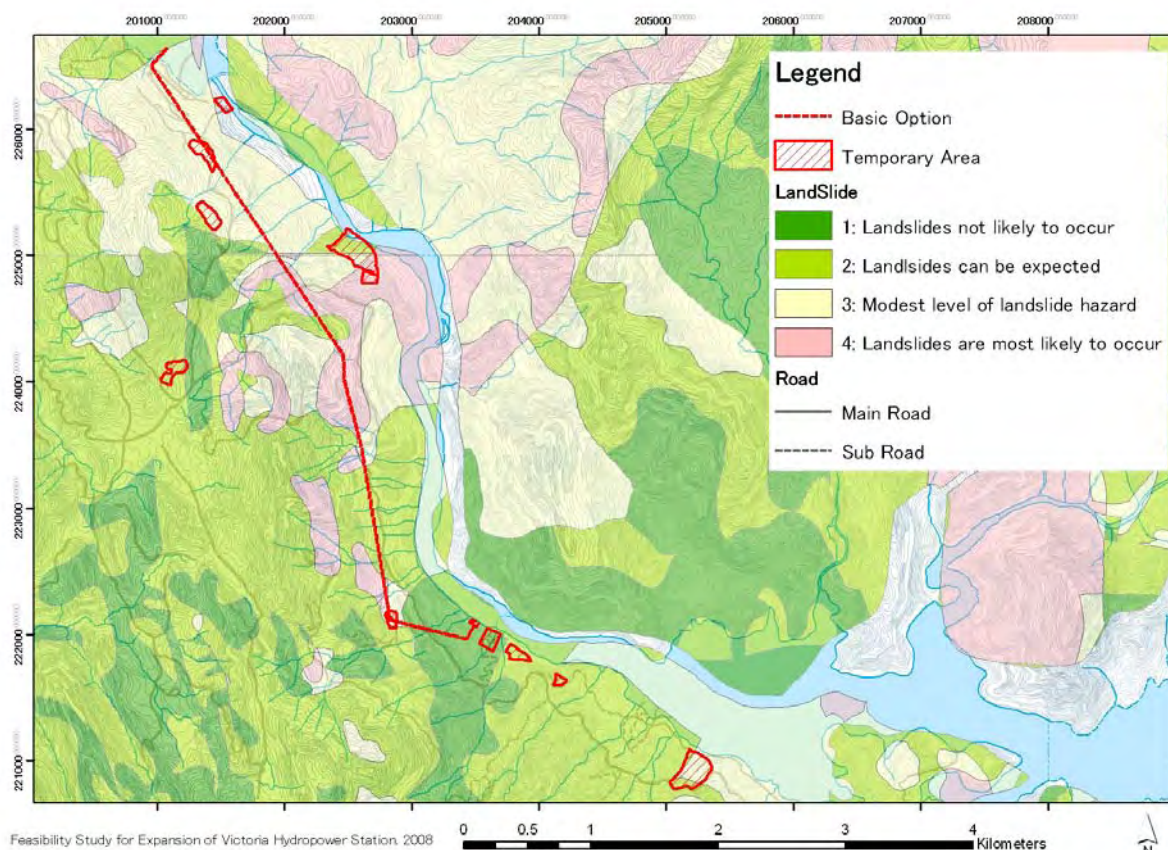 201000 202000 203000 204000 205000 206000 207000 208000
226000
225000
224000
223000
222000
221000
Legend
Basic Option
Temporary Area
LandSlide
1: Landslides not likely to occur
2: Landlsides can be expected
3: Modest level of landslide hazard
4: Landslides are most likely to occur
Road
Main Road
Sub Road
Feasibility Study for Expansion of Victoria Hydropower Station, 2008
0 0.5 1 2 3 4
Kilometers
N